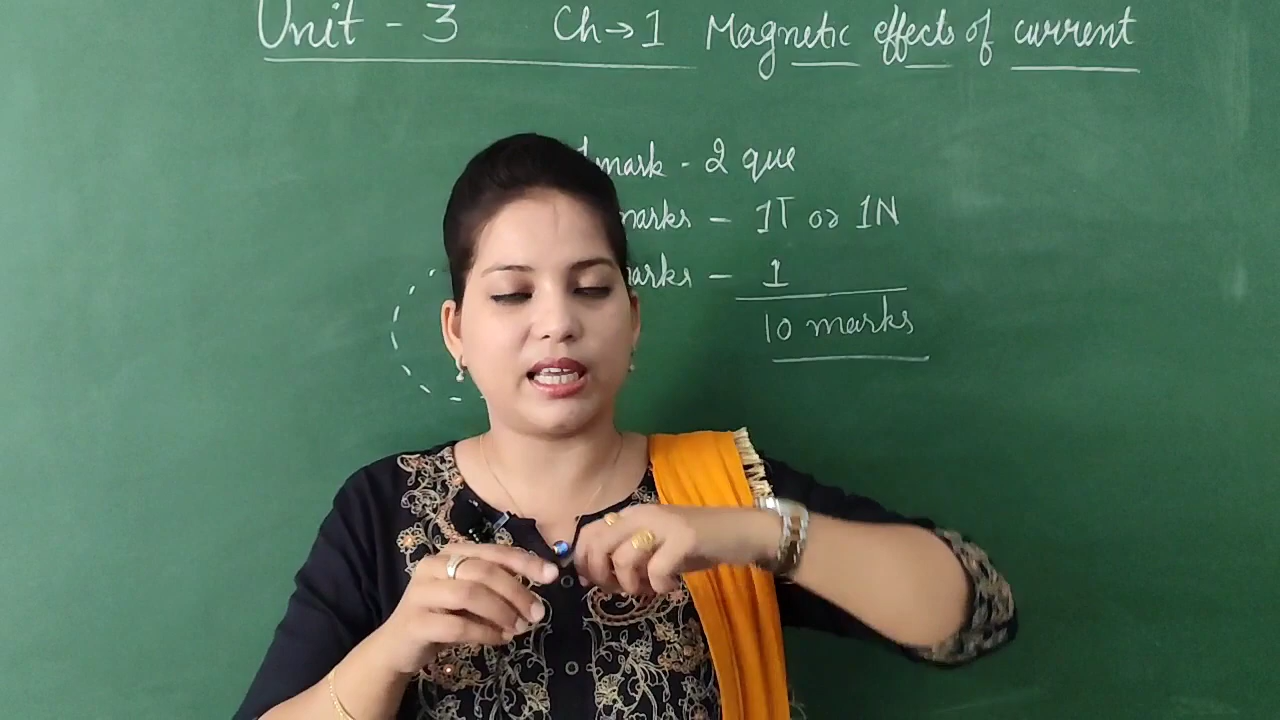 Unit - 3 Ch→1 Magnetic effects of current
1 mark - 2 que
marks - 1T or 1N
marks - 1
10 marks